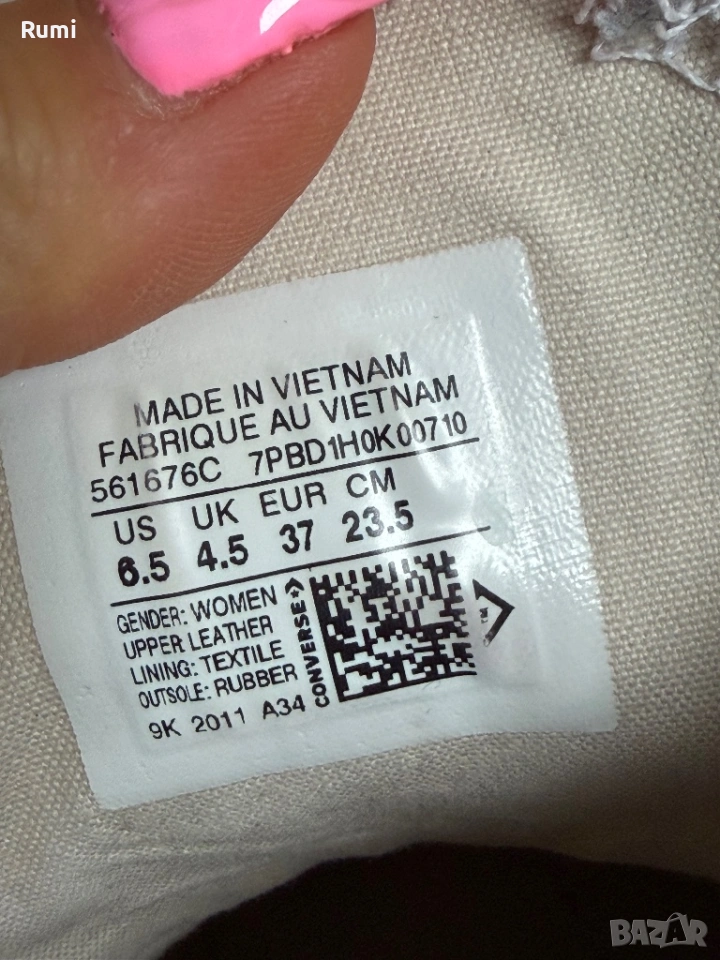 Rumi
MADE IN VIETNAM
FABRIQUE AU VIETNAM
561676C 7PBD1H0K00710
US UK EUR CM
6.5 4.5 37 23.5
GENDER: WOMEN
UPPER: LEATHER
LINING: TEXTILE
OUTSOLE: RUBBER
9K 2011 A34
CONVERSE
BAZAR